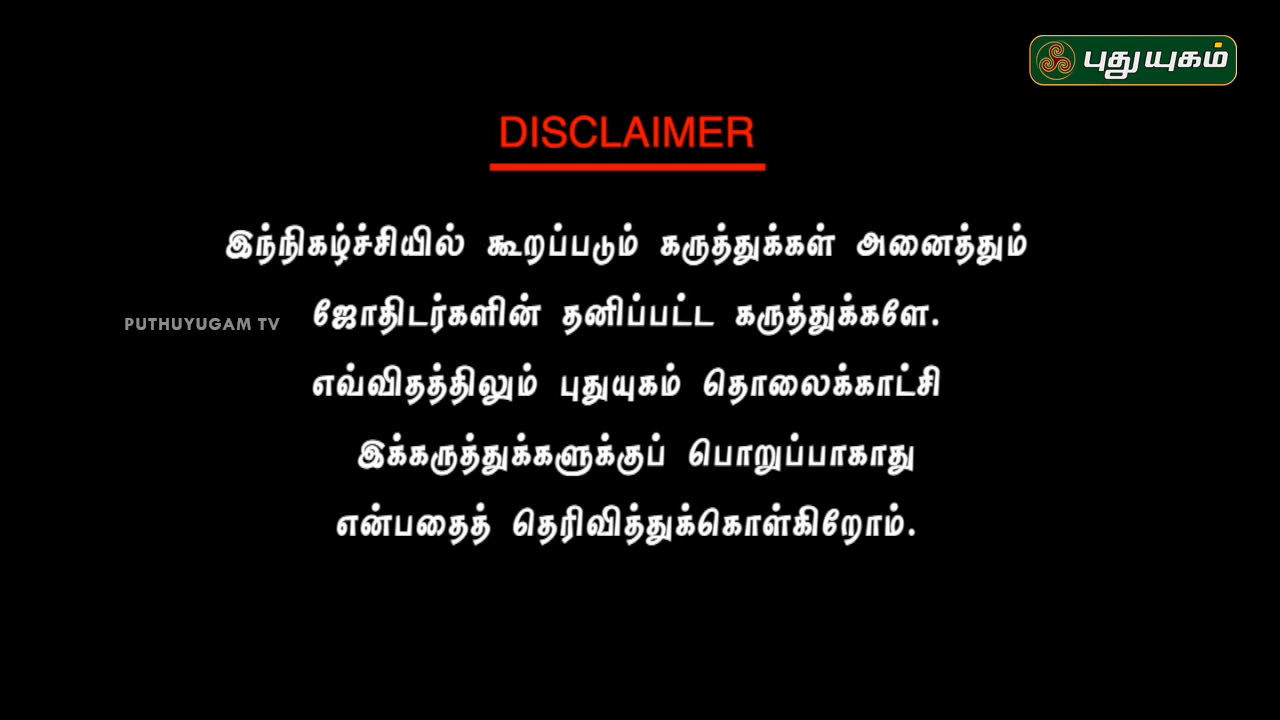 புதுயுகம்
DISCLAIMER
இந்நிகழ்ச்சியில் கூறப்படும் கருத்துக்கள் அனைத்தும்
PUTHUYUGAM TV
ஜோதிடர்களின் தனிப்பட்ட கருத்துக்களே.
எவ்விதத்திலும் புதுயுகம் தொலைக்காட்சி
இக்கருத்துக்களுக்குப் பொறுப்பாகாது
என்பதைத் தெரிவித்துக்கொள்கிறோம்.